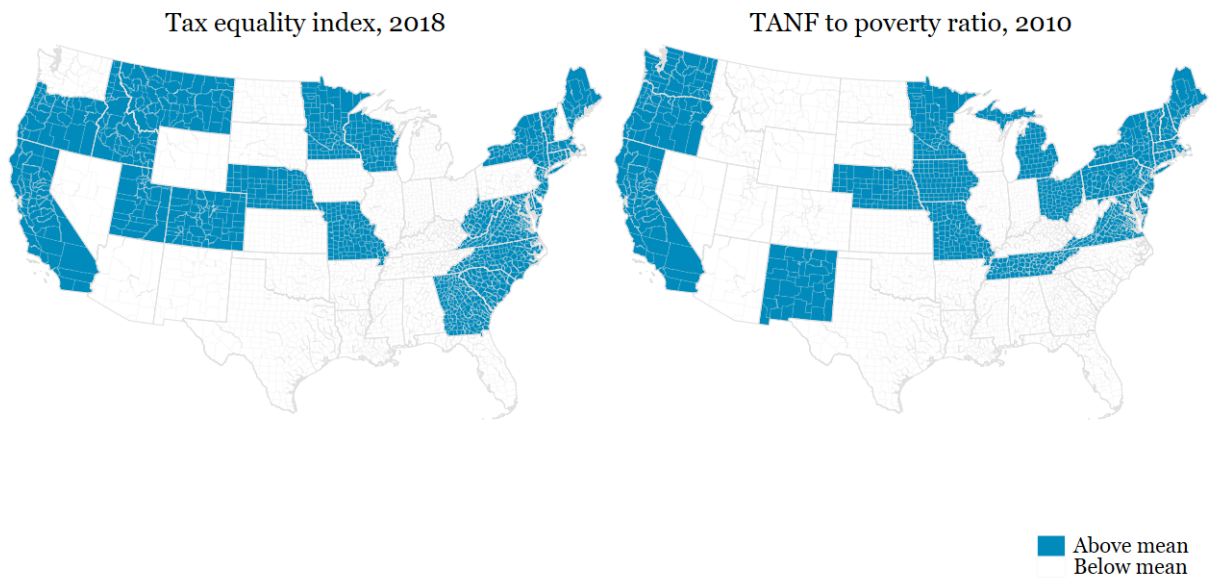 Tax equality index, 2018
TANF to poverty ratio, 2010
Above mean
Below mean